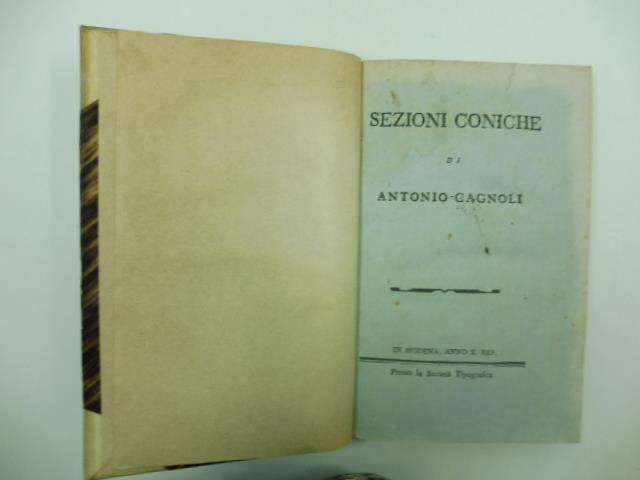 SEZIONI CONICHE
DI
ANTONIO CAGNOLI
IN MODENA, ANNO X. REP.
Presso la Società Tipografica